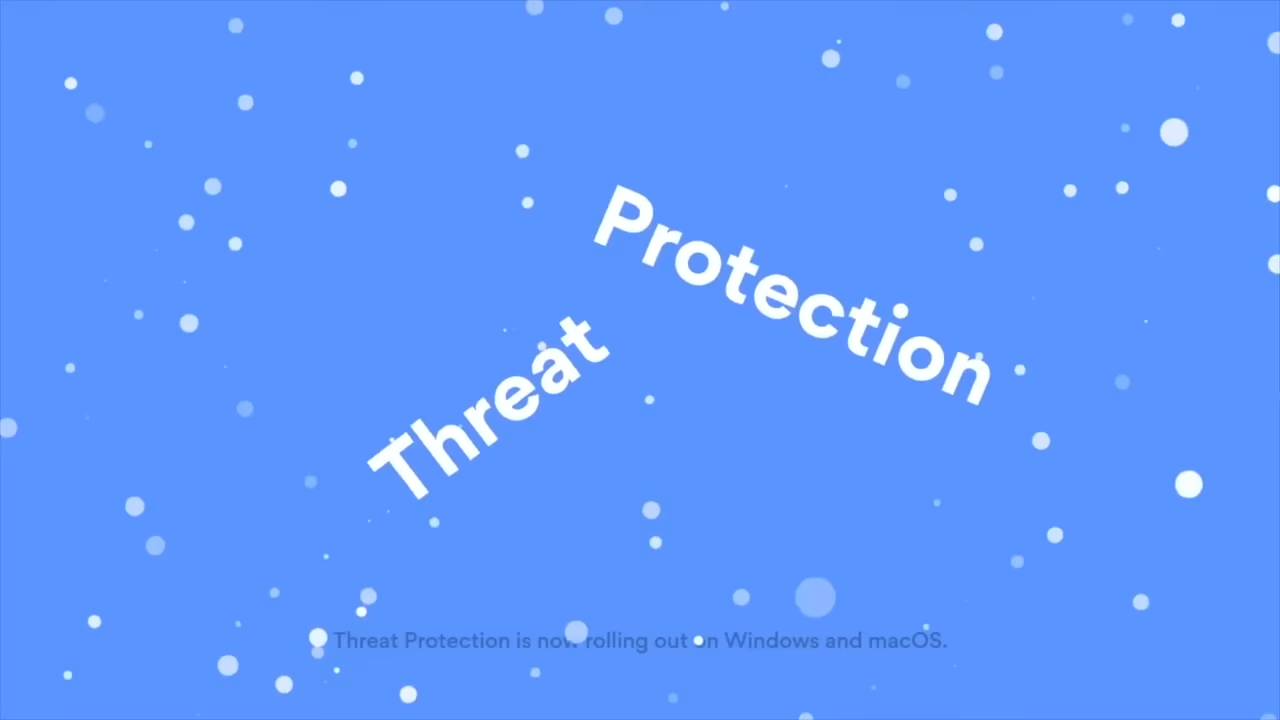 Threat
Protection
Threat Protection is now rolling out on Windows and macOS.